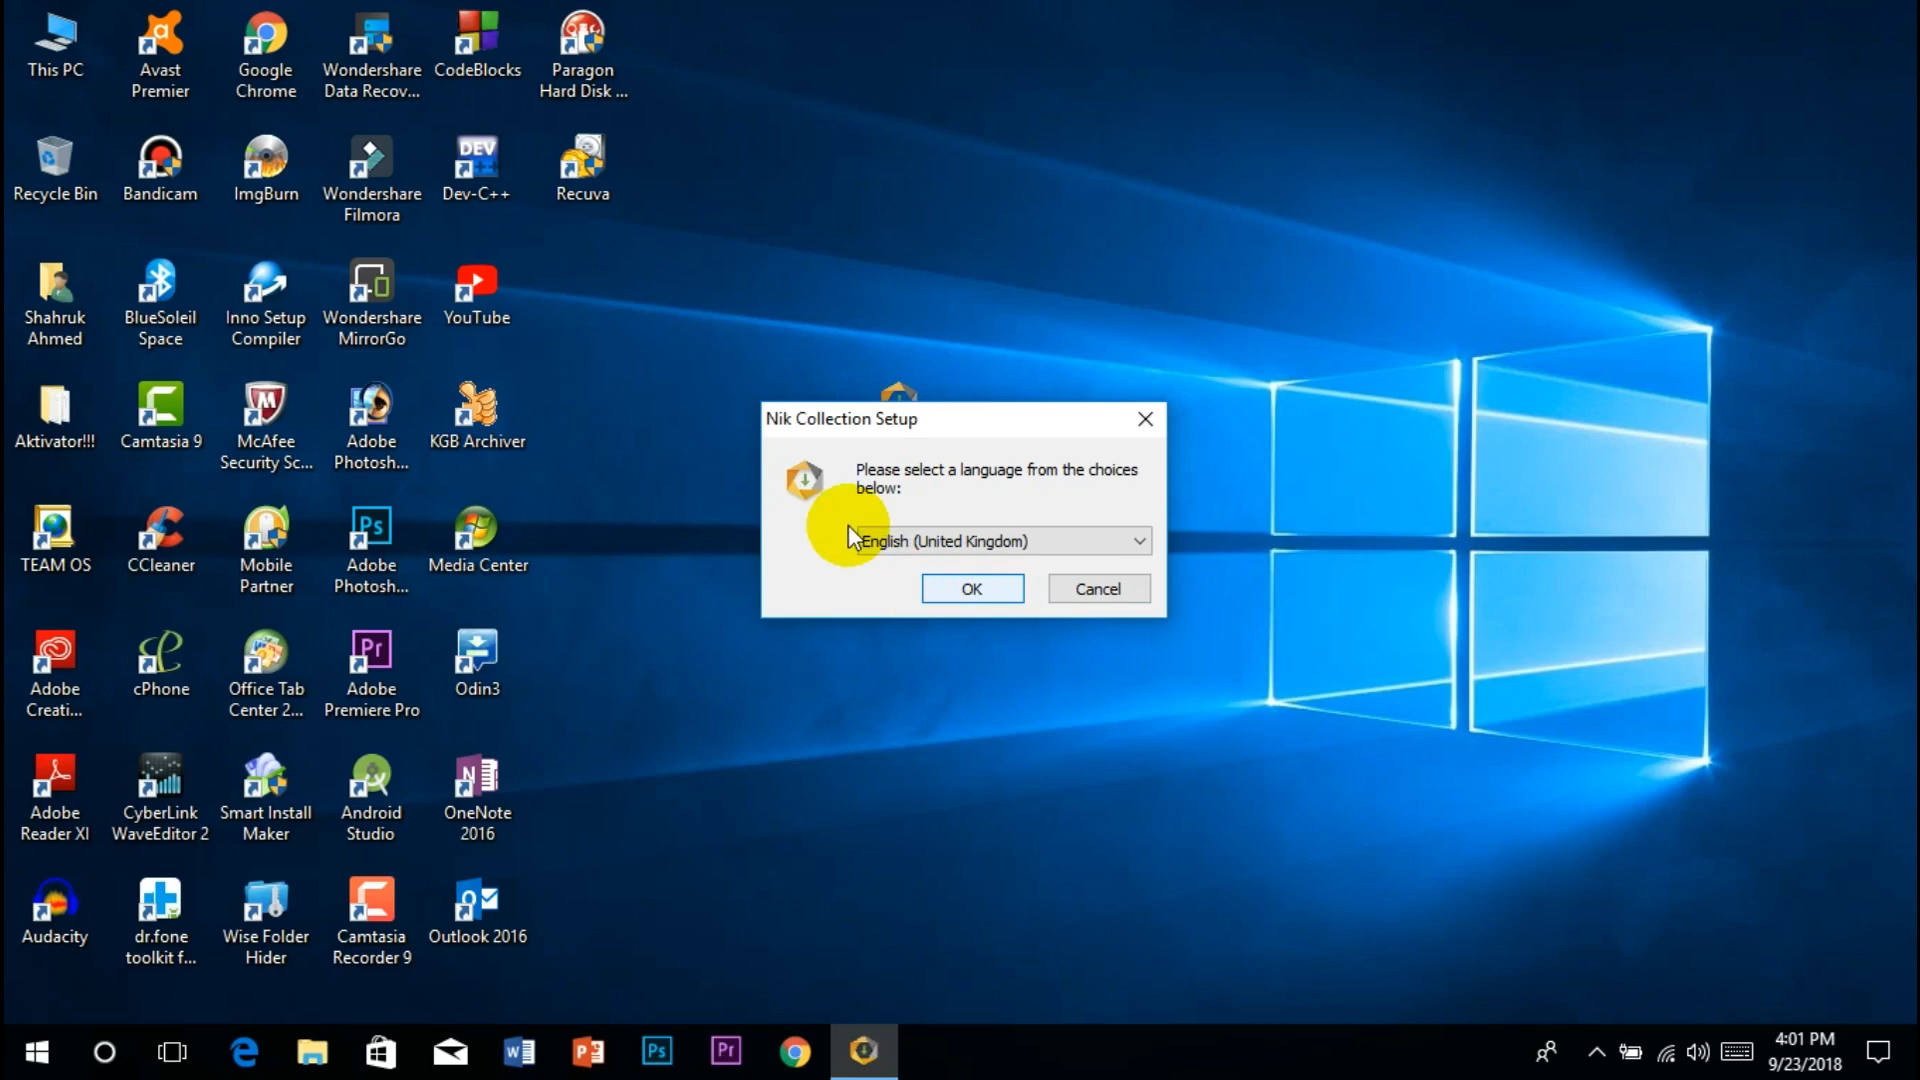 This PC
Avast
Premier
Google
Chrome
Wondershare
Data Recov...
CodeBlocks
Paragon
Hard Disk ...
Recycle Bin
Bandicam
ImgBurn
Wondershare
Filmora
DEV
Dev-C++
Recuva
Shahruk
Ahmed
BlueSoleil
Space
Inno Setup
Compiler
Wondershare
MirrorGo
YouTube
Aktivator!!!
Camtasia 9
McAfee
Security Sc...
Adobe
Photosh...
KGB Archiver
Nik Collection Setup
Please select a language from the choices
below:
English (United Kingdom)
OK
Cancel
TEAM OS
CCleaner
Mobile
Partner
Ps
Adobe
Photosh...
Media Center
Adobe
Creati...
cPhone
Office Tab
Center 2...
Pr
Adobe
Premiere Pro
Odin3
Adobe
Reader XI
CyberLink
WaveEditor 2
Smart Install
Maker
Android
Studio
OneNote
2016
Audacity
dr.fone
toolkit f...
Wise Folder
Hider
Camtasia
Recorder 9
Outlook 2016
Ps
Pr
4:01 PM
9/23/2018